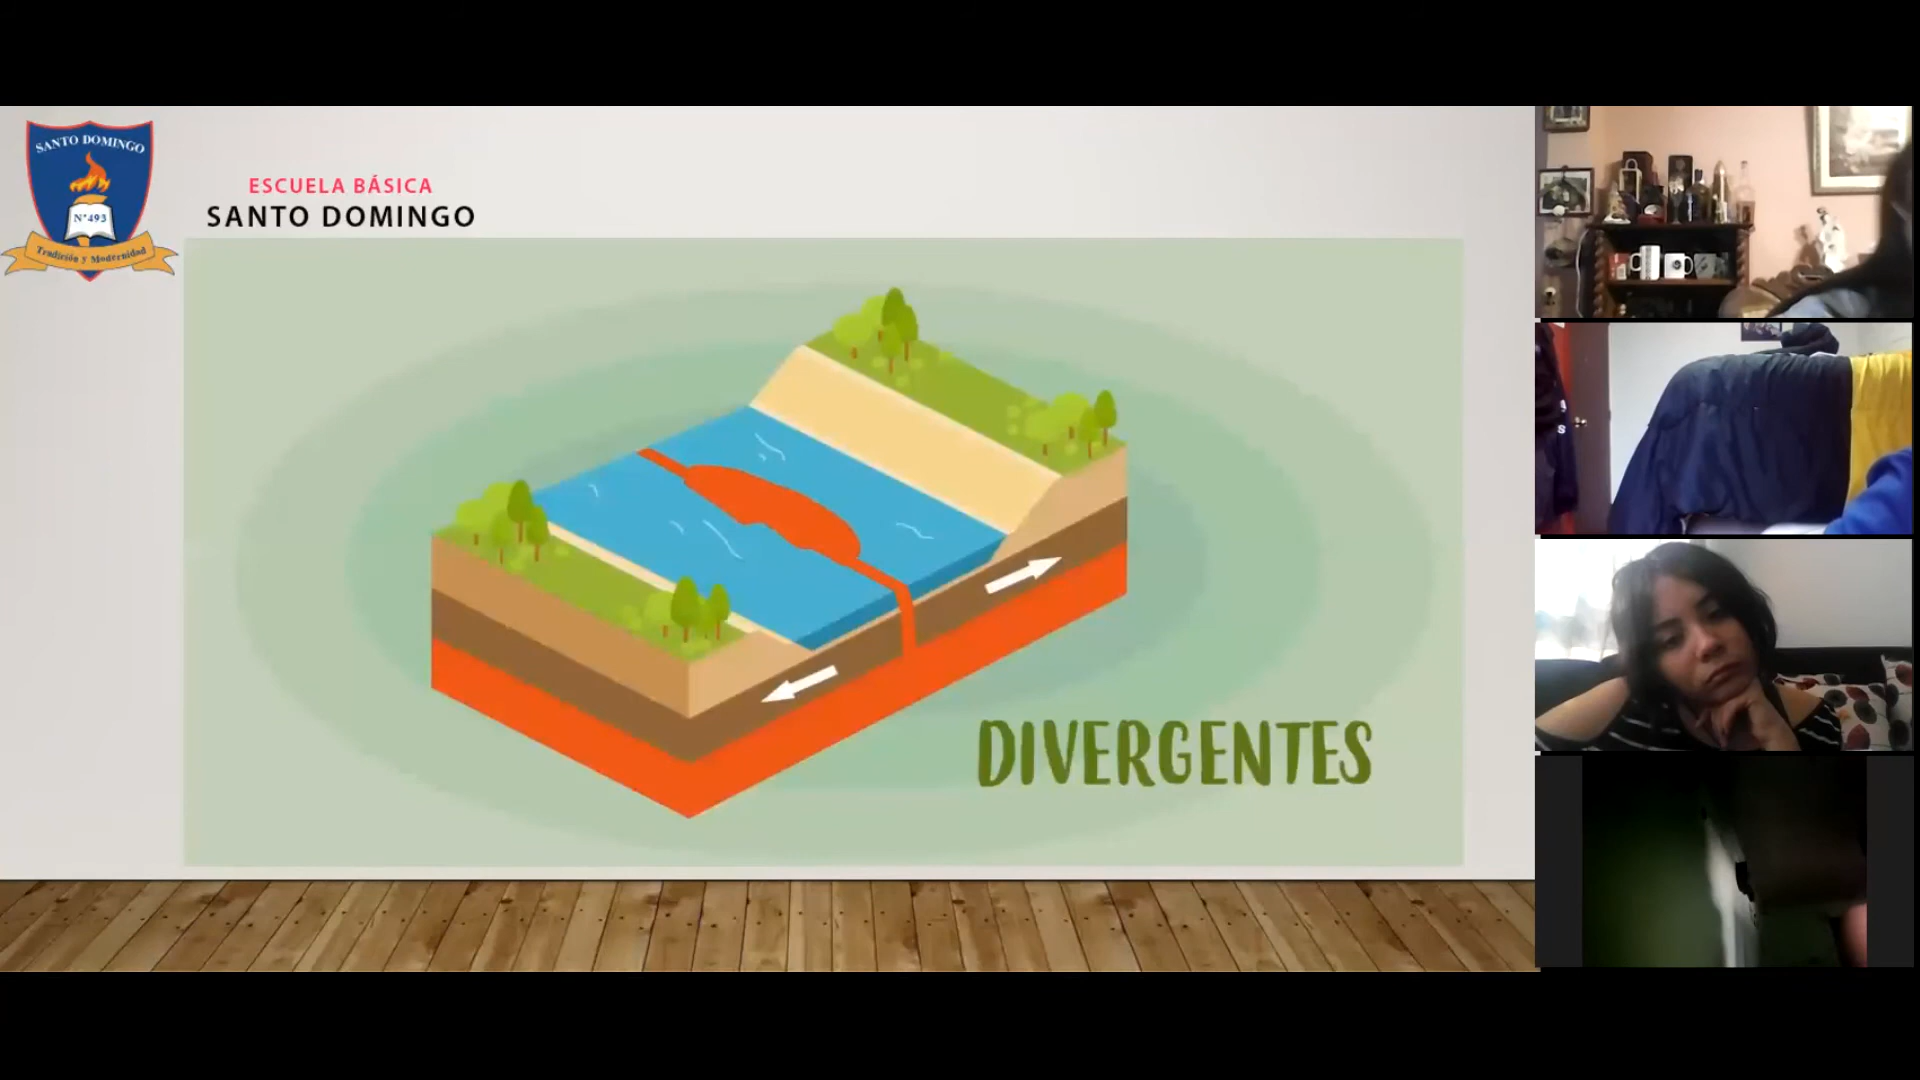 SANTO DOMINGO
N°493
Tradición y Modernidad
ESCUELA BÁSICA
SANTO DOMINGO
DIVERGENTES